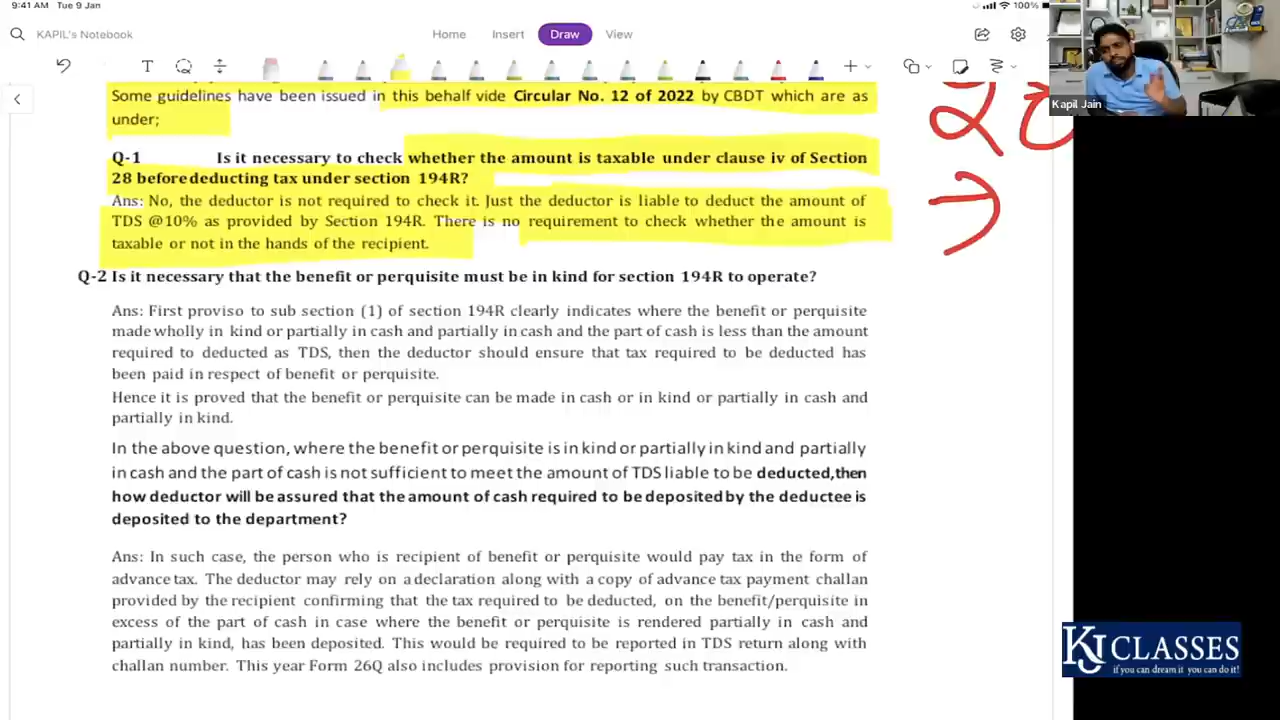 9:41 AM Tue 9 Jan
100%
KAPIL's Notebook
Home Insert Draw View
Some guidelines have been issued in this behalf vide Circular No. 12 of 2022 by CBDT which are as
under;
Q-1 Is it necessary to check whether the amount is taxable under clause iv of Section
28 before deducting tax under section 194R?
Ans: No, the deductor is not required to check it. Just the deductor is liable to deduct the amount of
TDS @10% as provided by Section 194R. There is no requirement to check whether the amount is
taxable or not in the hands of the recipient.
Q-2 Is it necessary that the benefit or perquisite must be in kind for section 194R to operate?
Ans: First proviso to sub section (1) of section 194R clearly indicates where the benefit or perquisite
made wholly in kind or partially in cash and partially in cash and the part of cash is less than the amount
required to deducted as TDS, then the deductor should ensure that tax required to be deducted has
been paid in respect of benefit or perquisite.
Hence it is proved that the benefit or perquisite can be made in cash or in kind or partially in cash and
partially in kind.
In the above question, where the benefit or perquisite is in kind or partially in kind and partially
in cash and the part of cash is not sufficient to meet the amount of TDS liable to be deducted, then
how deductor will be assured that the amount of cash required to be deposited by the deductee is
deposited to the department?
Ans: In such case, the person who is recipient of benefit or perquisite would pay tax in the form of
advance tax. The deductor may rely on a declaration along with a copy of advance tax payment challan
provided by the recipient confirming that the tax required to be deducted, on the benefit/perquisite in
excess of the part of cash in case where the benefit or perquisite is rendered partially in cash and
partially in kind, has been deposited. This would be required to be reported in TDS return along with
challan number. This year Form 26Q also includes provision for reporting such transaction.
Kapil Jain
KJ CLASSES
if you can dream it you can do it!